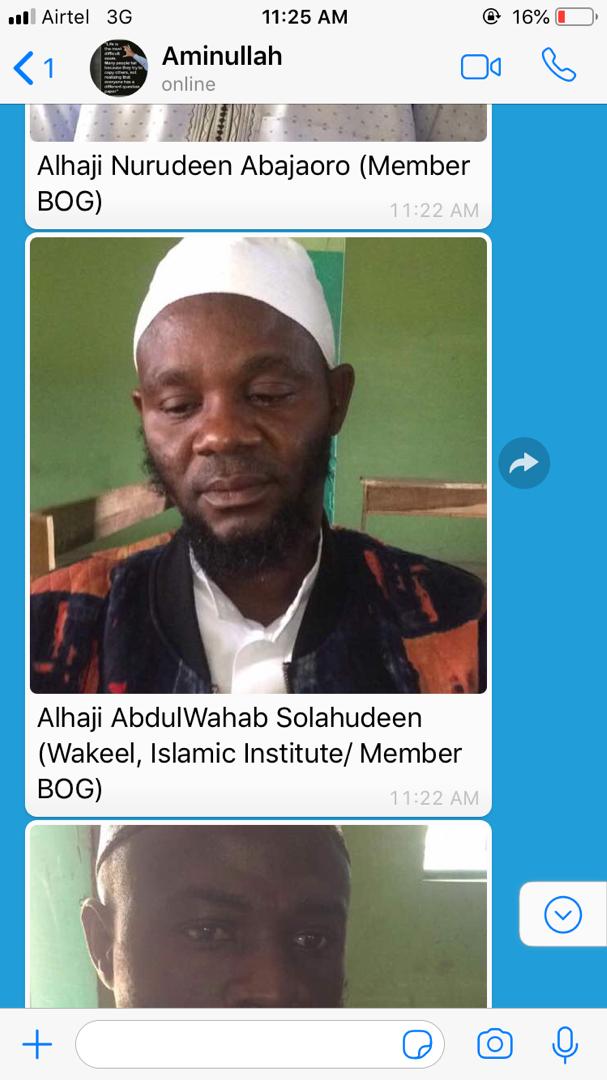 Airtel 3G 11:25 AM 16%
1 Aminullah
online
Alhaji Nurudeen Abajaoro (Member
BOG)
11:22 AM
Alhaji AbdulWahab Solahudeen
(Wakeel, Islamic Institute/ Member
BOG)
11:22 AM